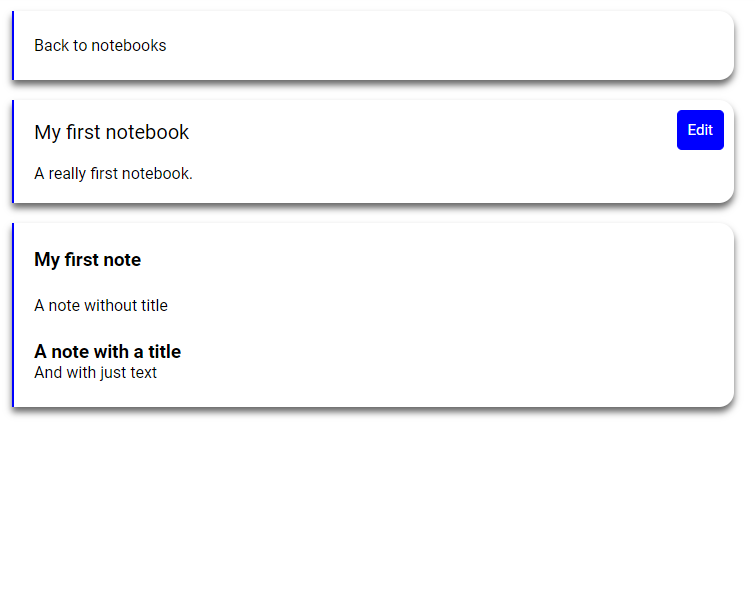 Back to notebooks
My first notebook
Edit
A really first notebook.
My first note
A note without title
A note with a title
And with just text